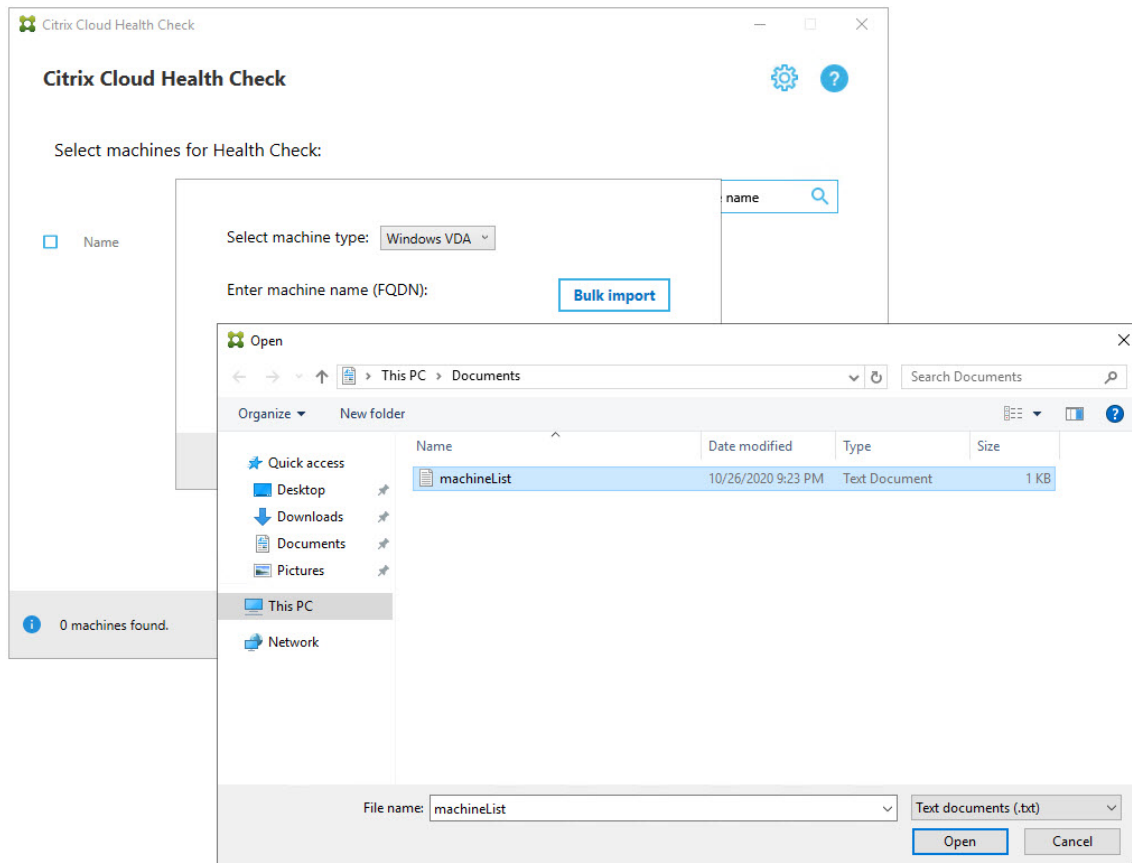 Citrix Cloud Health Check
Citrix Cloud Health Check
?
Select machines for Health Check:
name
Name
Select machine type: Windows VDA
Enter machine name (FQDN):
Bulk import
Open
This PC > Documents
Search Documents
Organize
New folder
?
Name
Date modified
Type
Size
machineList
10/26/2020 9:23 PM
Text Document
1 KB
Quick access
Desktop
Downloads
Documents
Pictures
This PC
Network
i
0 machines found.
File name: machineList
Text documents (.txt)
Open
Cancel